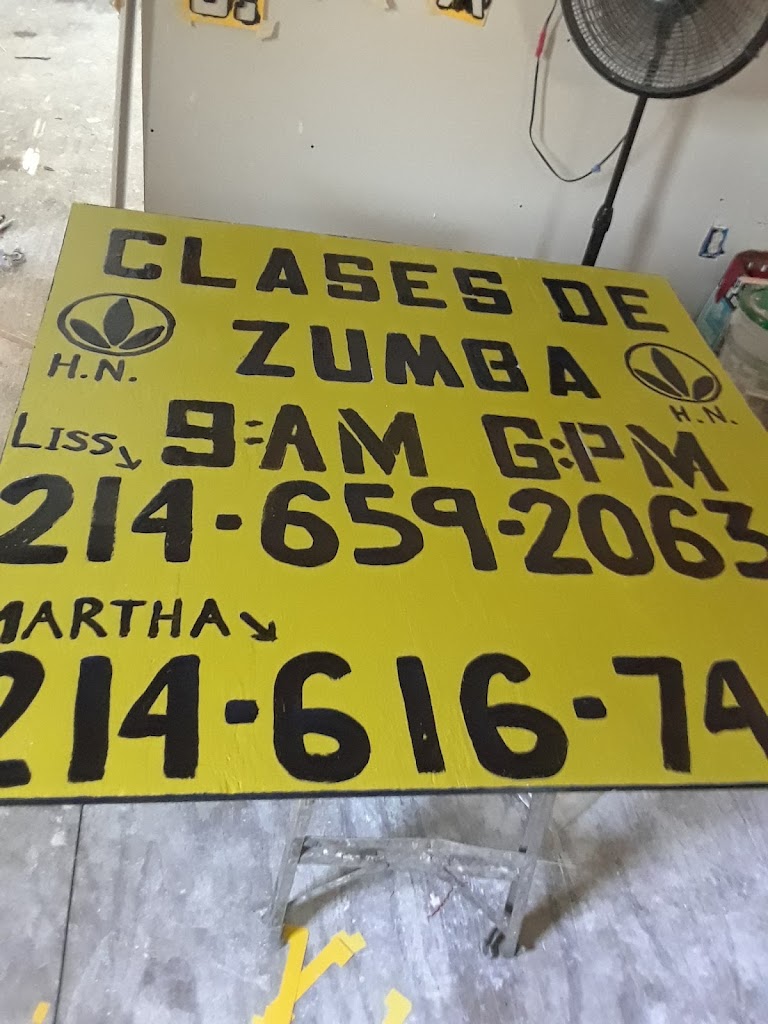 CLASES DE
ZUMBA
H.N.
H.N.
LISS 9:AM 6:PM
214-659-2063
MARTHA
214-616-74